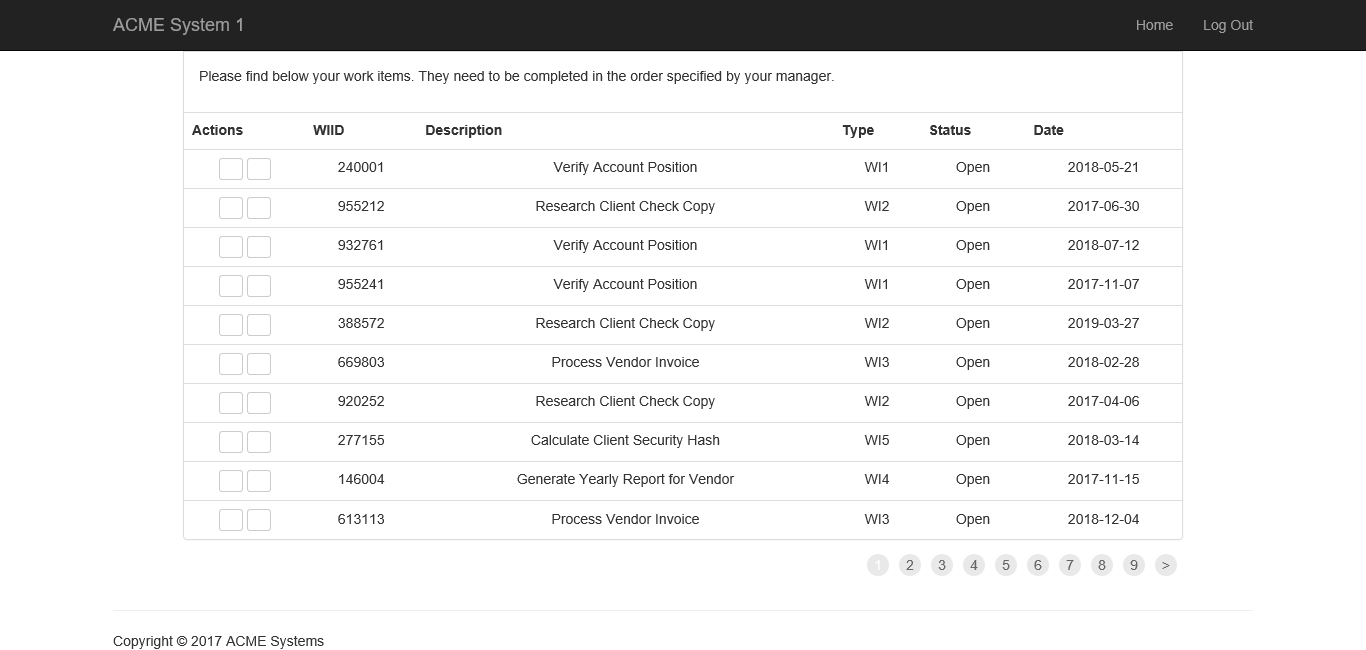 ACME System 1 Home Log Out
Please find below your work items. They need to be completed in the order specified by your manager.
Actions WIID Description Type Status Date
240001 Verify Account Position WI1 Open 2018-05-21
955212 Research Client Check Copy WI2 Open 2017-06-30
932761 Verify Account Position WI1 Open 2018-07-12
955241 Verify Account Position WI1 Open 2017-11-07
388572 Research Client Check Copy WI2 Open 2019-03-27
669803 Process Vendor Invoice WI3 Open 2018-02-28
920252 Research Client Check Copy WI2 Open 2017-04-06
277155 Calculate Client Security Hash WI5 Open 2018-03-14
146004 Generate Yearly Report for Vendor WI4 Open 2017-11-15
613113 Process Vendor Invoice WI3 Open 2018-12-04
1 2 3 4 5 6 7 8 9 >
Copyright © 2017 ACME Systems